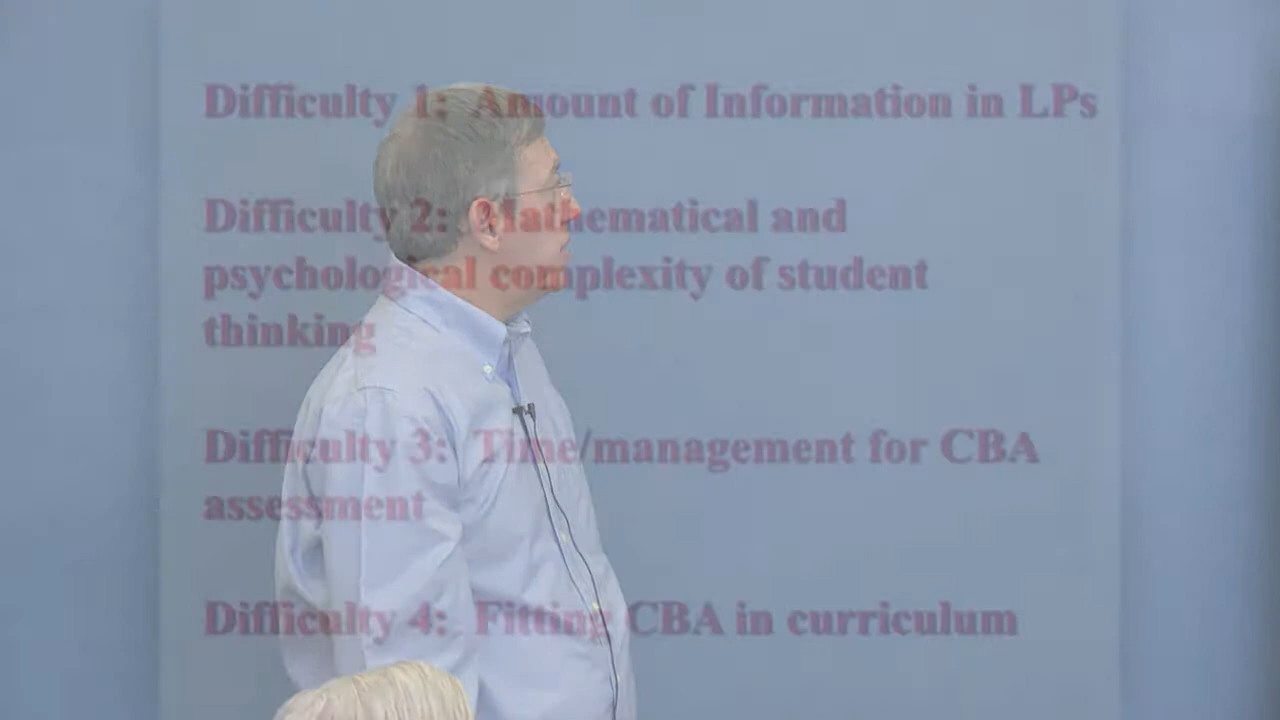 Difficulty 1: Amount of Information in LPs
Difficulty 2: Mathematical and
psychological complexity of student
thinking
Difficulty 3: Time/management for CBA
assessment
Difficulty 4: Fitting CBA in curriculum